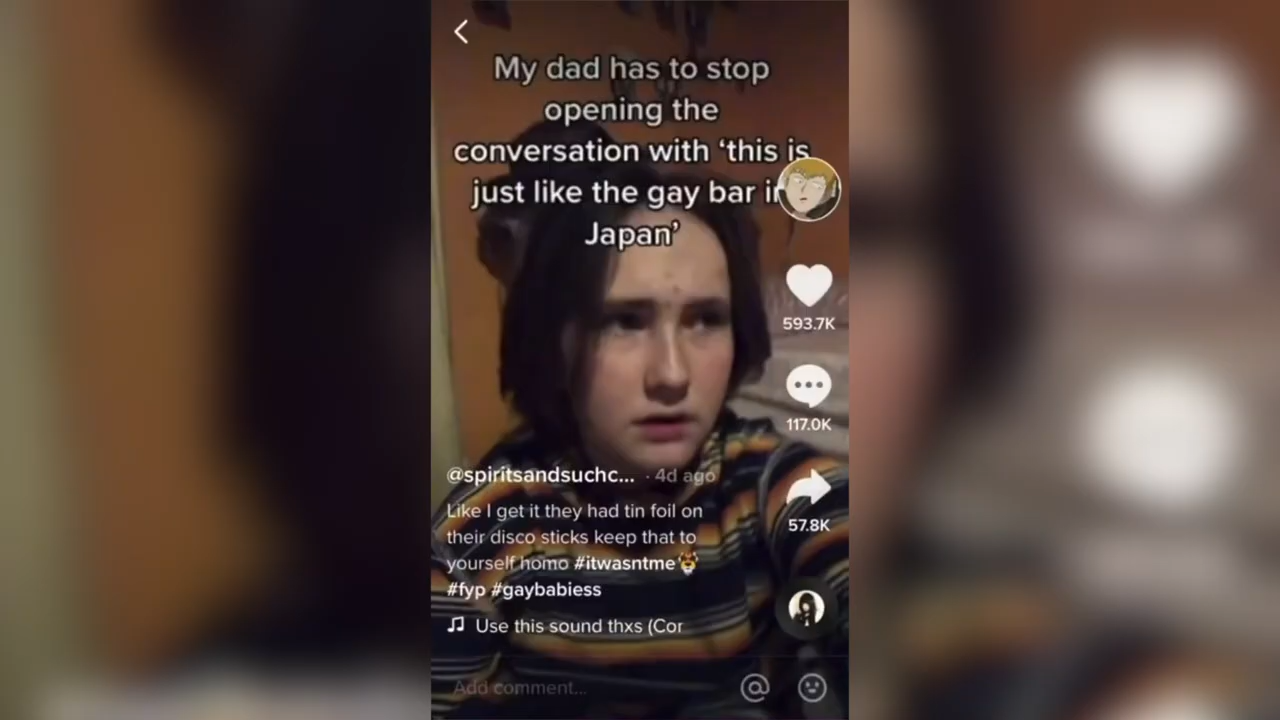 My dad has to stop
opening the
conversation with ‘this is
just like the gay bar in
Japan’
593.7K
117.0K
@spiritsandsuchc... · 4d ago
Like I get it they had tin foil on
their disco sticks keep that to
57.8K
yourself homo #itwasntme
#fyp #gaybabiess
Use this sound thxs (Cor
Add comment...